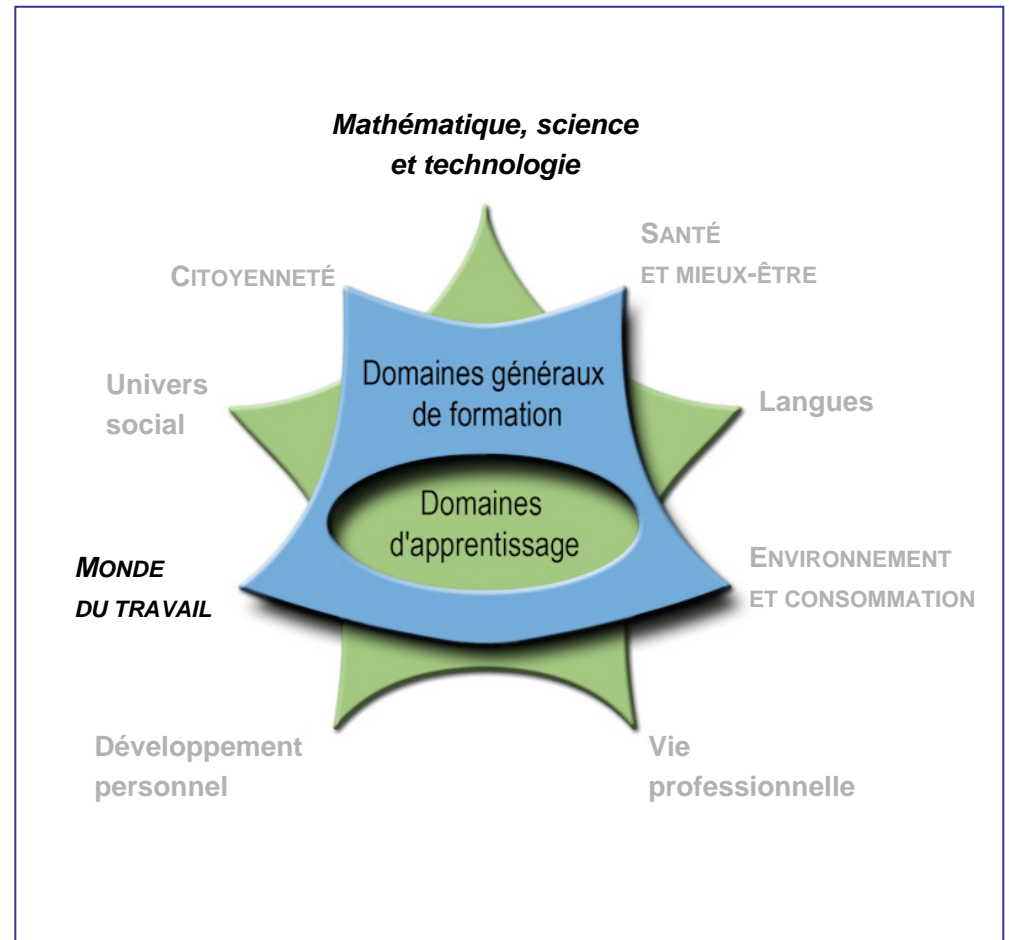 Mathématique, science
et technologie
SANTÉ
ET MIEUX-ÊTRE
CITOYENNETÉ
Domaines généraux
de formation
Univers
social
Langues
Domaines
d'apprentissage
MONDE
DU TRAVAIL
ENVIRONNEMENT
ET CONSOMMATION
Développement
personnel
Vie
professionnelle